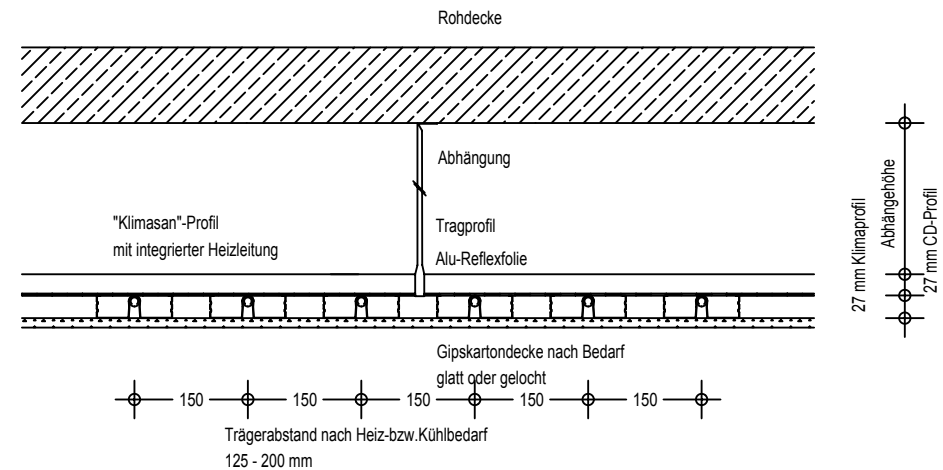 Rohdecke
Abhängung
"Klimasan"-Profil
mit integrierter Heizleitung
Tragprofil
Alu-Reflexfolie
27 mm Klimaprofil
Abhängehöhe
27 mm CD-Profil
Gipskartondecke nach Bedarf
glatt oder gelocht
150 150 150 150 150
Trägerabstand nach Heiz-bzw.Kühlbedarf
125 - 200 mm